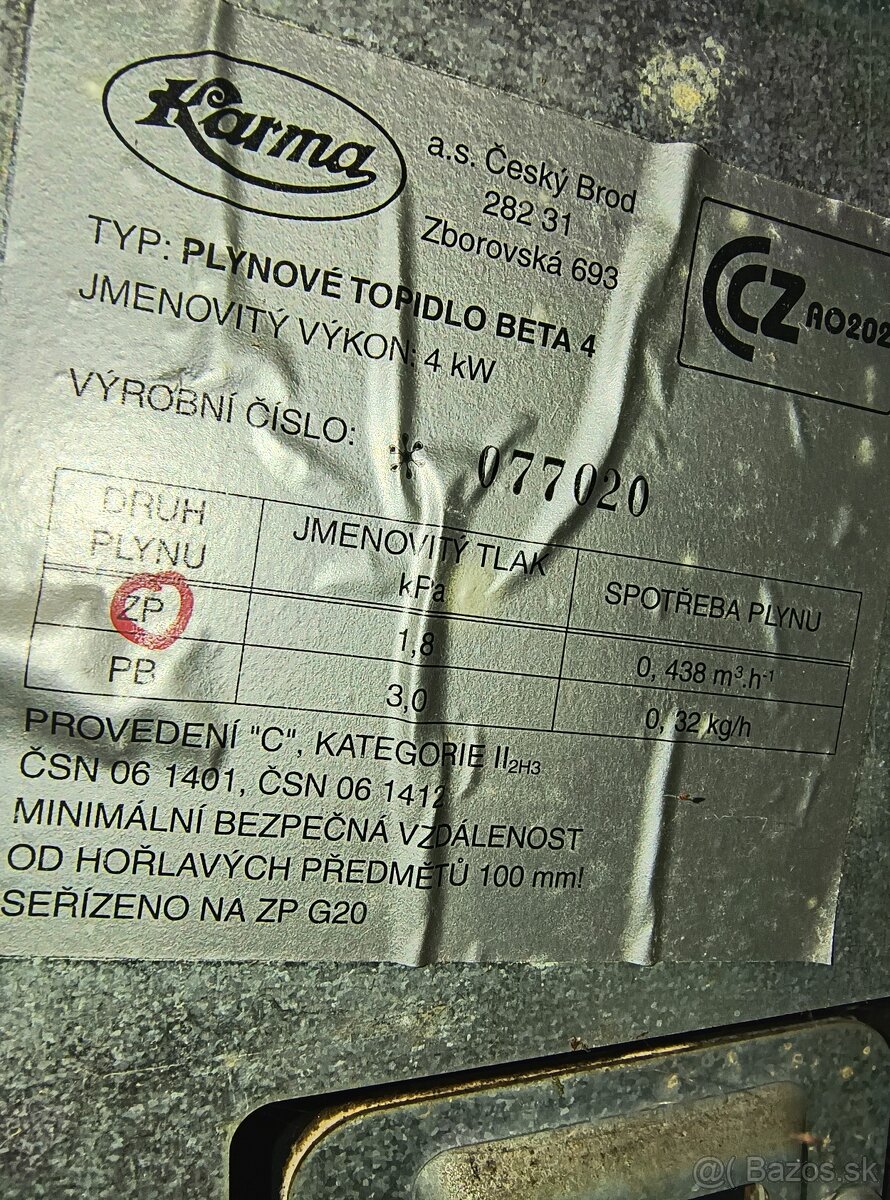 Karma
a.s. Český Brod
282 31
Zborovská 693
CCZ AO202
TYP: PLYNOVÉ TOPIDLO BETA 4
JMENOVITÝ VÝKON: 4 kW
VÝROBNÍ ČÍSLO: * 077020
DRUH PLYNU JMENOVITÝ TLAK kPa SPOTŘEBA PLYNU
ZP 1,8 0, 438 m³.h⁻¹
PB 3,0 0, 32 kg/h
PROVEDENÍ "C", KATEGORIE II2H3
ČSN 06 1401, ČSN 06 1412
MINIMÁLNÍ BEZPEČNÁ VZDÁLENOST
OD HOŘLAVÝCH PŘEDMĚTŮ 100 mm!
SEŘÍZENO NA ZP G20
@( Bazos.sk